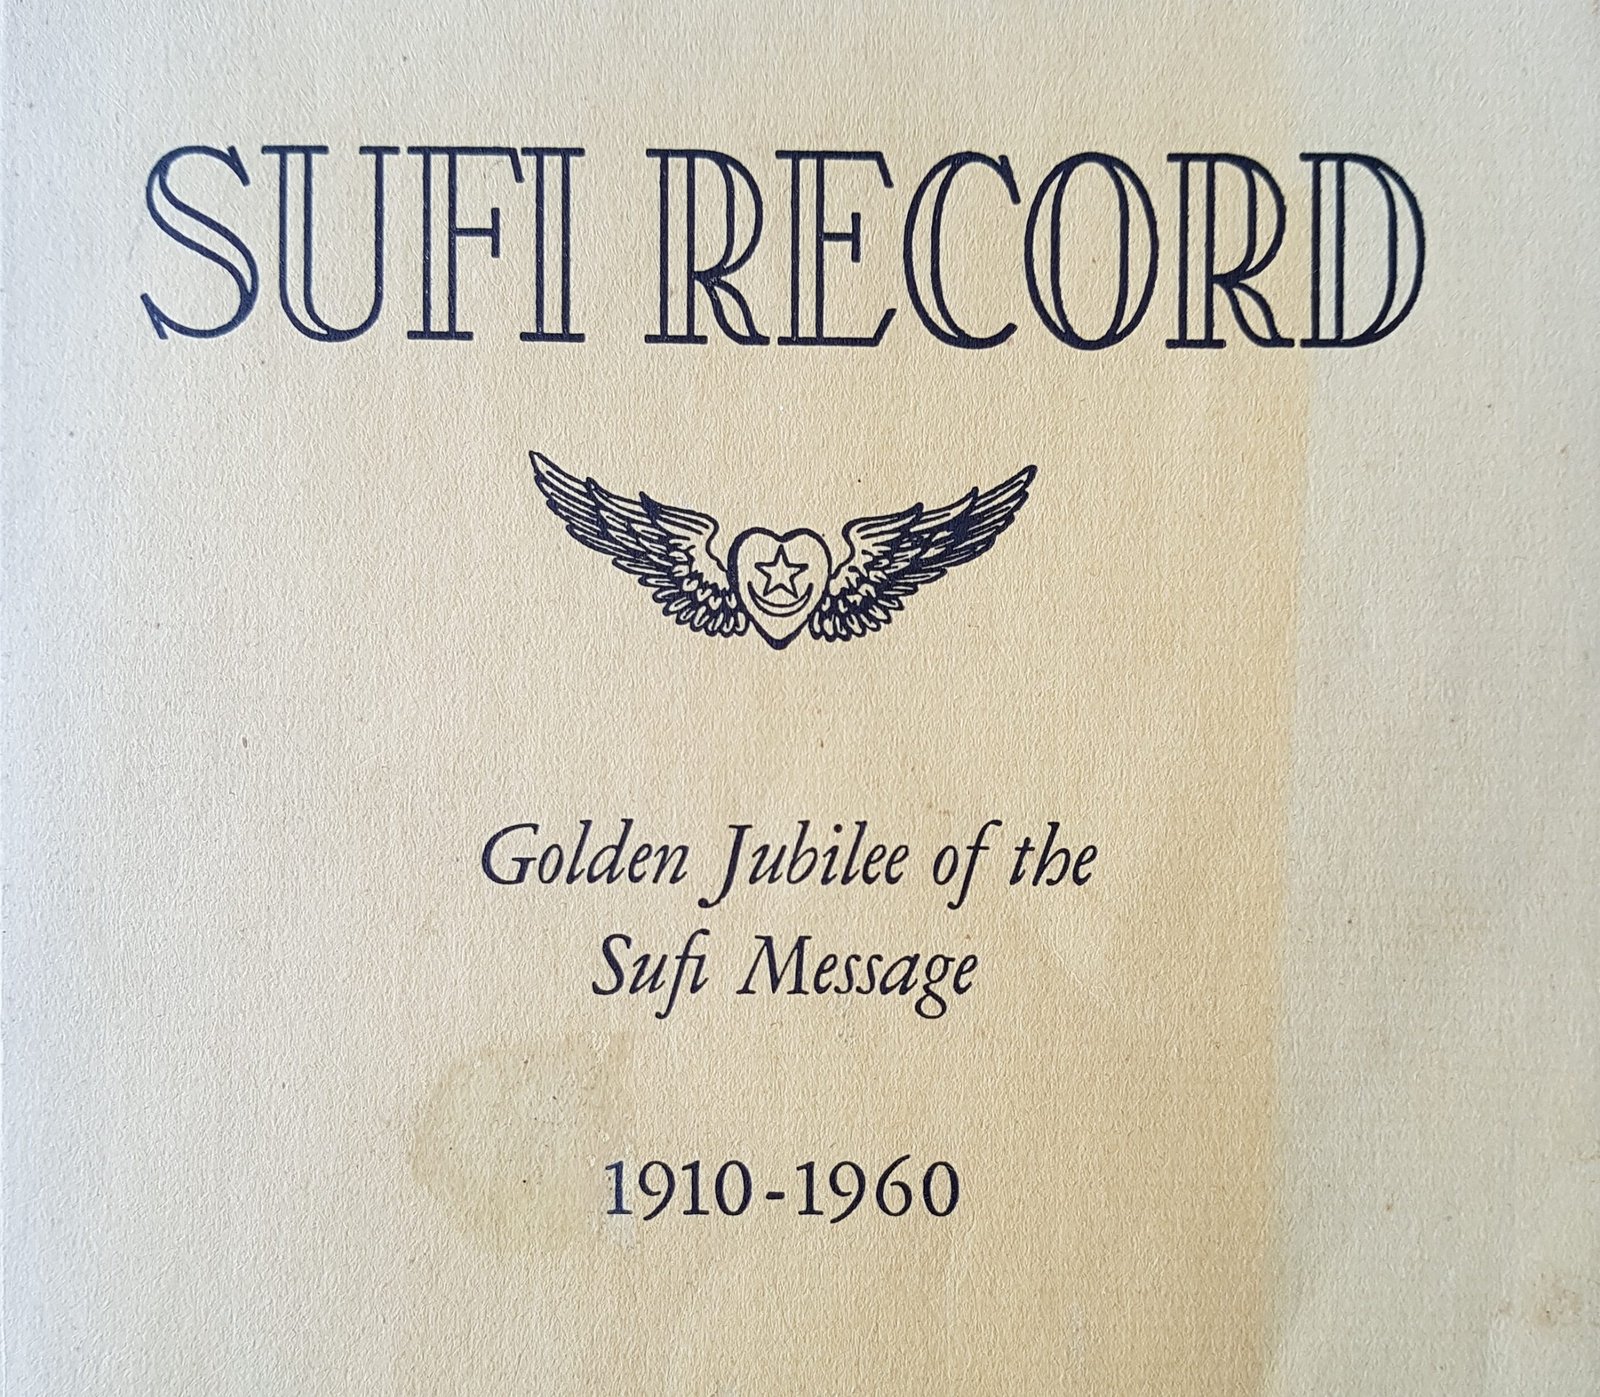 SUFI RECORD
Golden Jubilee of the
Sufi Message
1910-1960